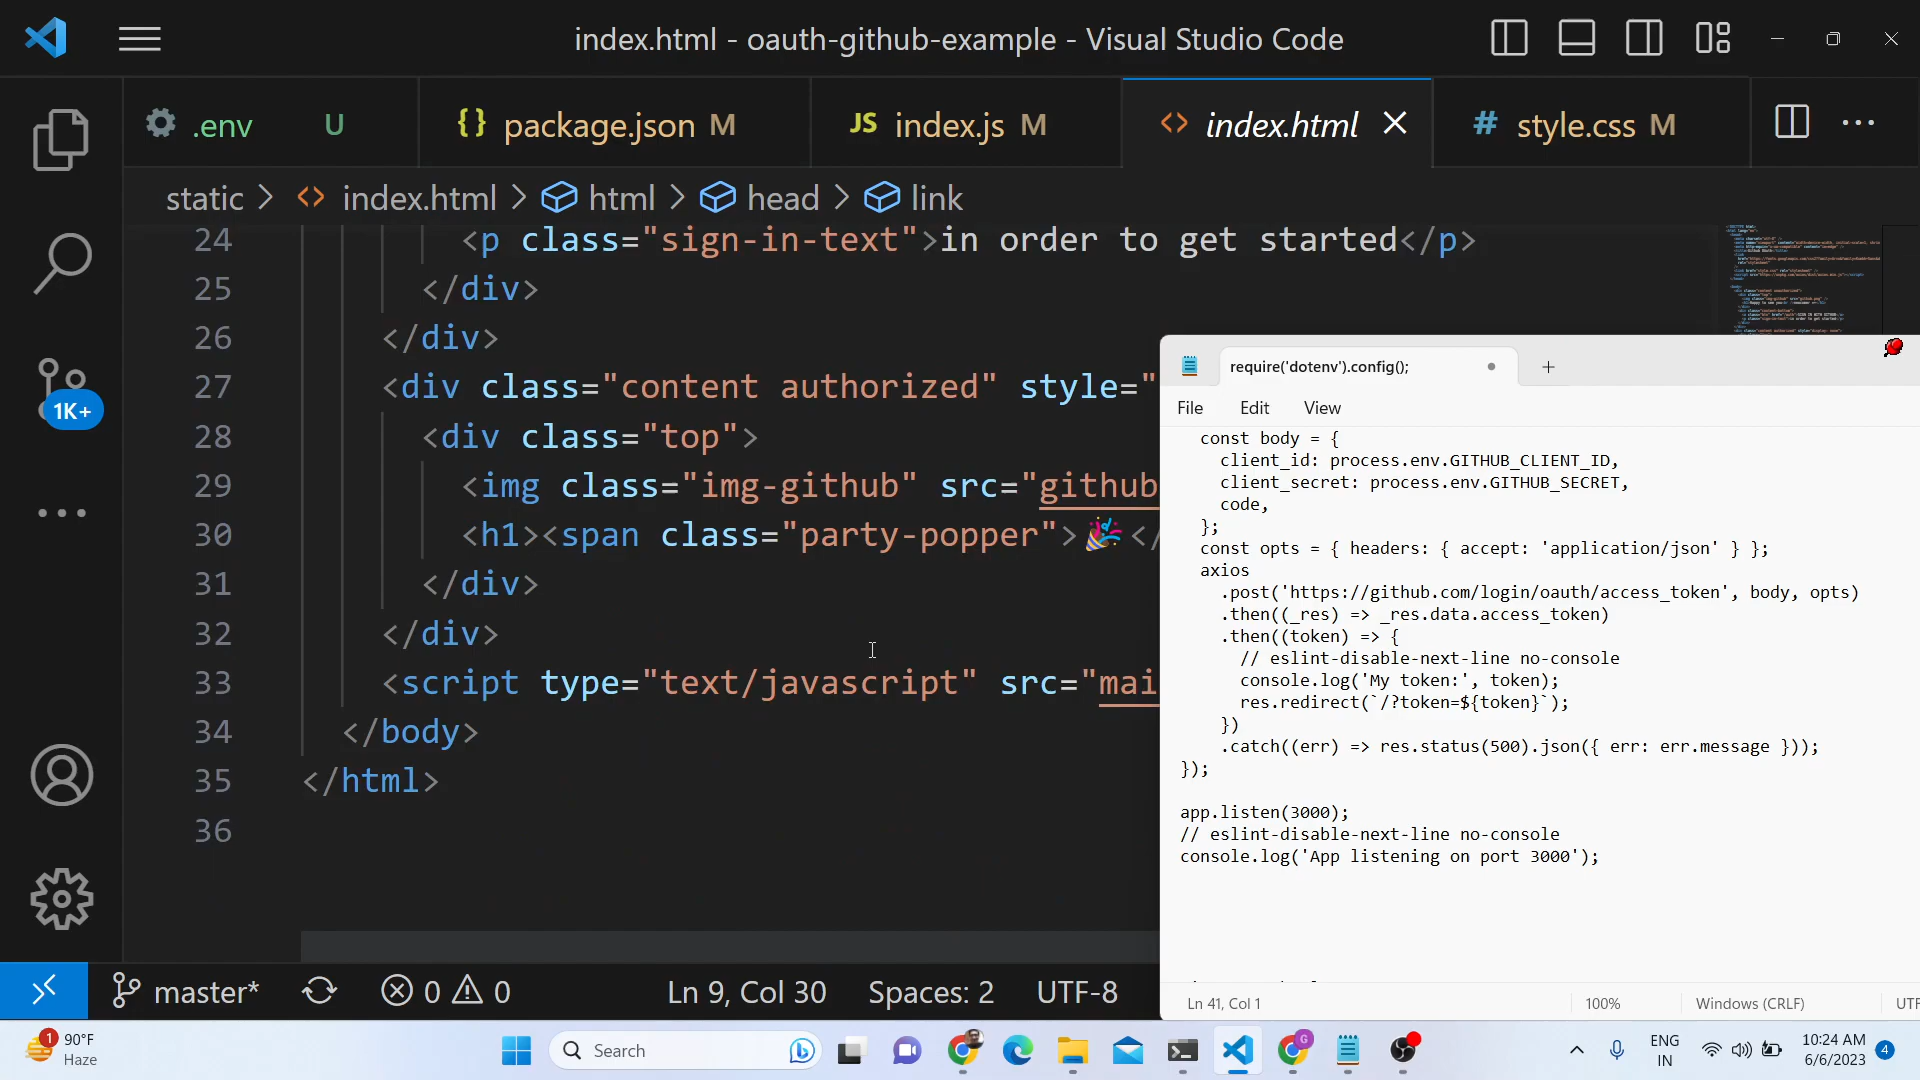 index.html - oauth-github-example - Visual Studio Code
.env U
package.json M
JS index.js M
index.html
# style.css M
static > index.html > html > head > link
24 <p class="sign-in-text">in order to get started</p>
25 </div>
26 </div>
27 <div class="content authorized" style="
28 <div class="top">
29 <img class="img-github" src="github
30 <h1><span class="party-popper">🎉</
31 </div>
32 </div>
33 <script type="text/javascript" src="mai
34 </body>
35 </html>
36
1K+
require('dotenv').config();
File Edit View
const body = {
client_id: process.env.GITHUB_CLIENT_ID,
client_secret: process.env.GITHUB_SECRET,
code,
};
const opts = { headers: { accept: 'application/json' } };
axios
.post('https://github.com/login/oauth/access_token', body, opts)
.then((_res) => _res.data.access_token)
.then((token) => {
// eslint-disable-next-line no-console
console.log('My token:', token);
res.redirect(`/?token=${token}`);
})
.catch((err) => res.status(500).json({ err: err.message }));
});
app.listen(3000);
// eslint-disable-next-line no-console
console.log('App listening on port 3000');
Ln 41, Col 1 100% Windows (CRLF) UTF
master* 0 0 Ln 9, Col 30 Spaces: 2 UTF-8
1
90°F
Haze
Search
G
ENG
IN
10:24 AM
6/6/2023
4